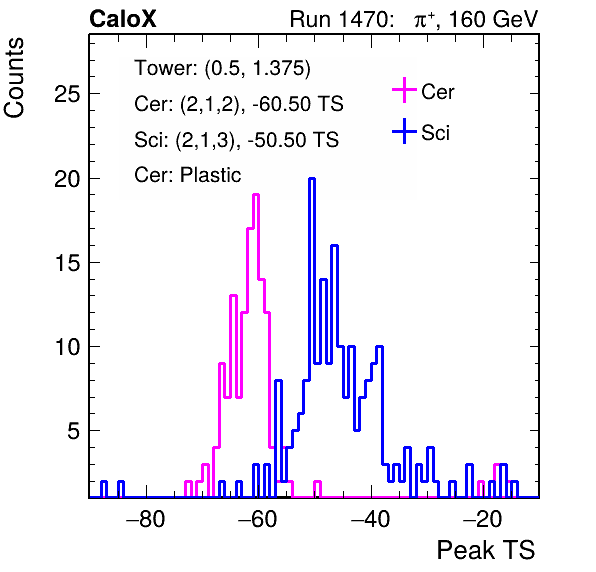 CaloX Run 1470: π⁺, 160 GeV
Counts
Tower: (0.5, 1.375)
Cer: (2,1,2), -60.50 TS
Sci: (2,1,3), -50.50 TS
Cer: Plastic
Cer
Sci
25
20
15
10
5
−80 −60 −40 −20
Peak TS